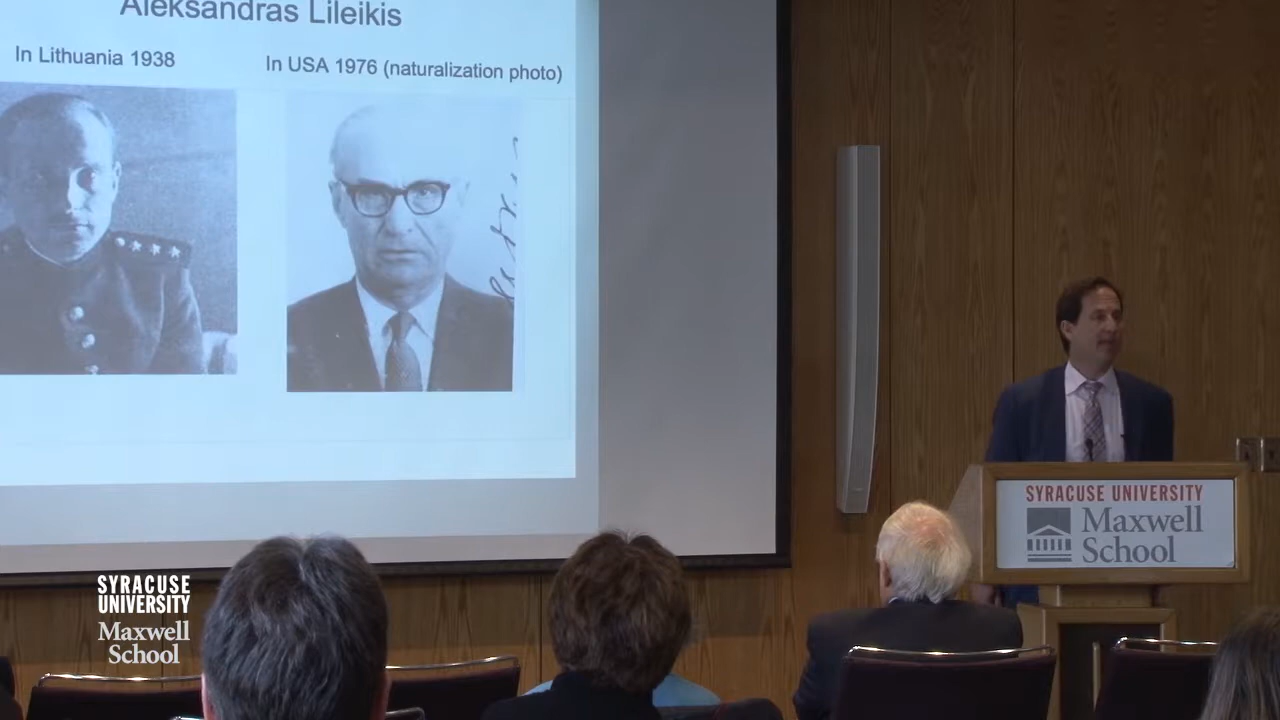 Aleksandras Lileikis
In Lithuania 1938
In USA 1976 (naturalization photo)
SYRACUSE UNIVERSITY
Maxwell
School
SYRACUSE
UNIVERSITY
Maxwell
School